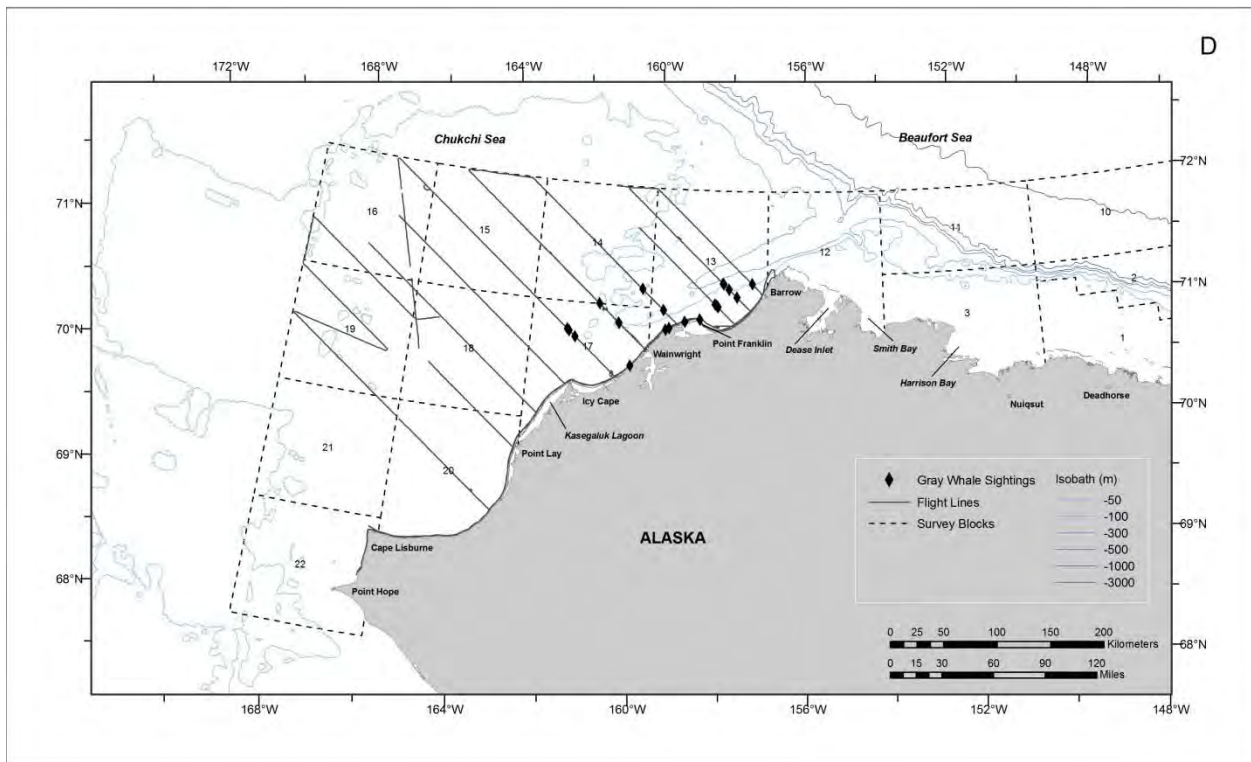 D
172°W 168°W 164°W 160°W 156°W 152°W 148°W
Chukchi Sea
Beaufort Sea
72°N
71°N
16
10
15
11
14
13
12
2
71°N
Barrow
70°N
19
17
3
1
Point Franklin
Dease Inlet
Smith Bay
18
Wainwright
Harrison Bay
Icy Cape
Nuiqsut
Deadhorse
70°N
Kasegaluk Lagoon
69°N
21
Point Lay
20
Gray Whale Sightings
Flight Lines
Survey Blocks
Isobath (m)
-50
-100
-300
-500
-1000
-3000
69°N
ALASKA
Cape Lisburne
22
68°N
Point Hope
0 25 50 100 150 200
Kilometers
68°N
0 15 30 60 90 120
Miles
168°W 164°W 160°W 156°W 152°W 148°W